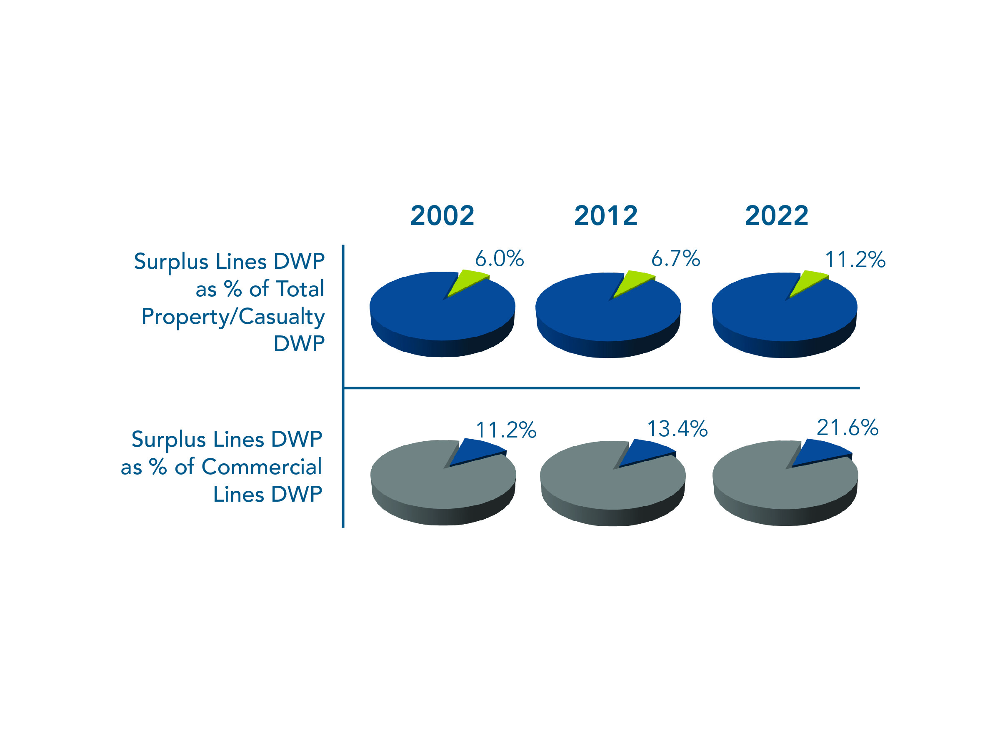 2002 2012 2022
Surplus Lines DWP
as % of Total
Property/Casualty
DWP
6.0% 6.7% 11.2%
Surplus Lines DWP
as % of Commercial
Lines DWP
11.2% 13.4% 21.6%